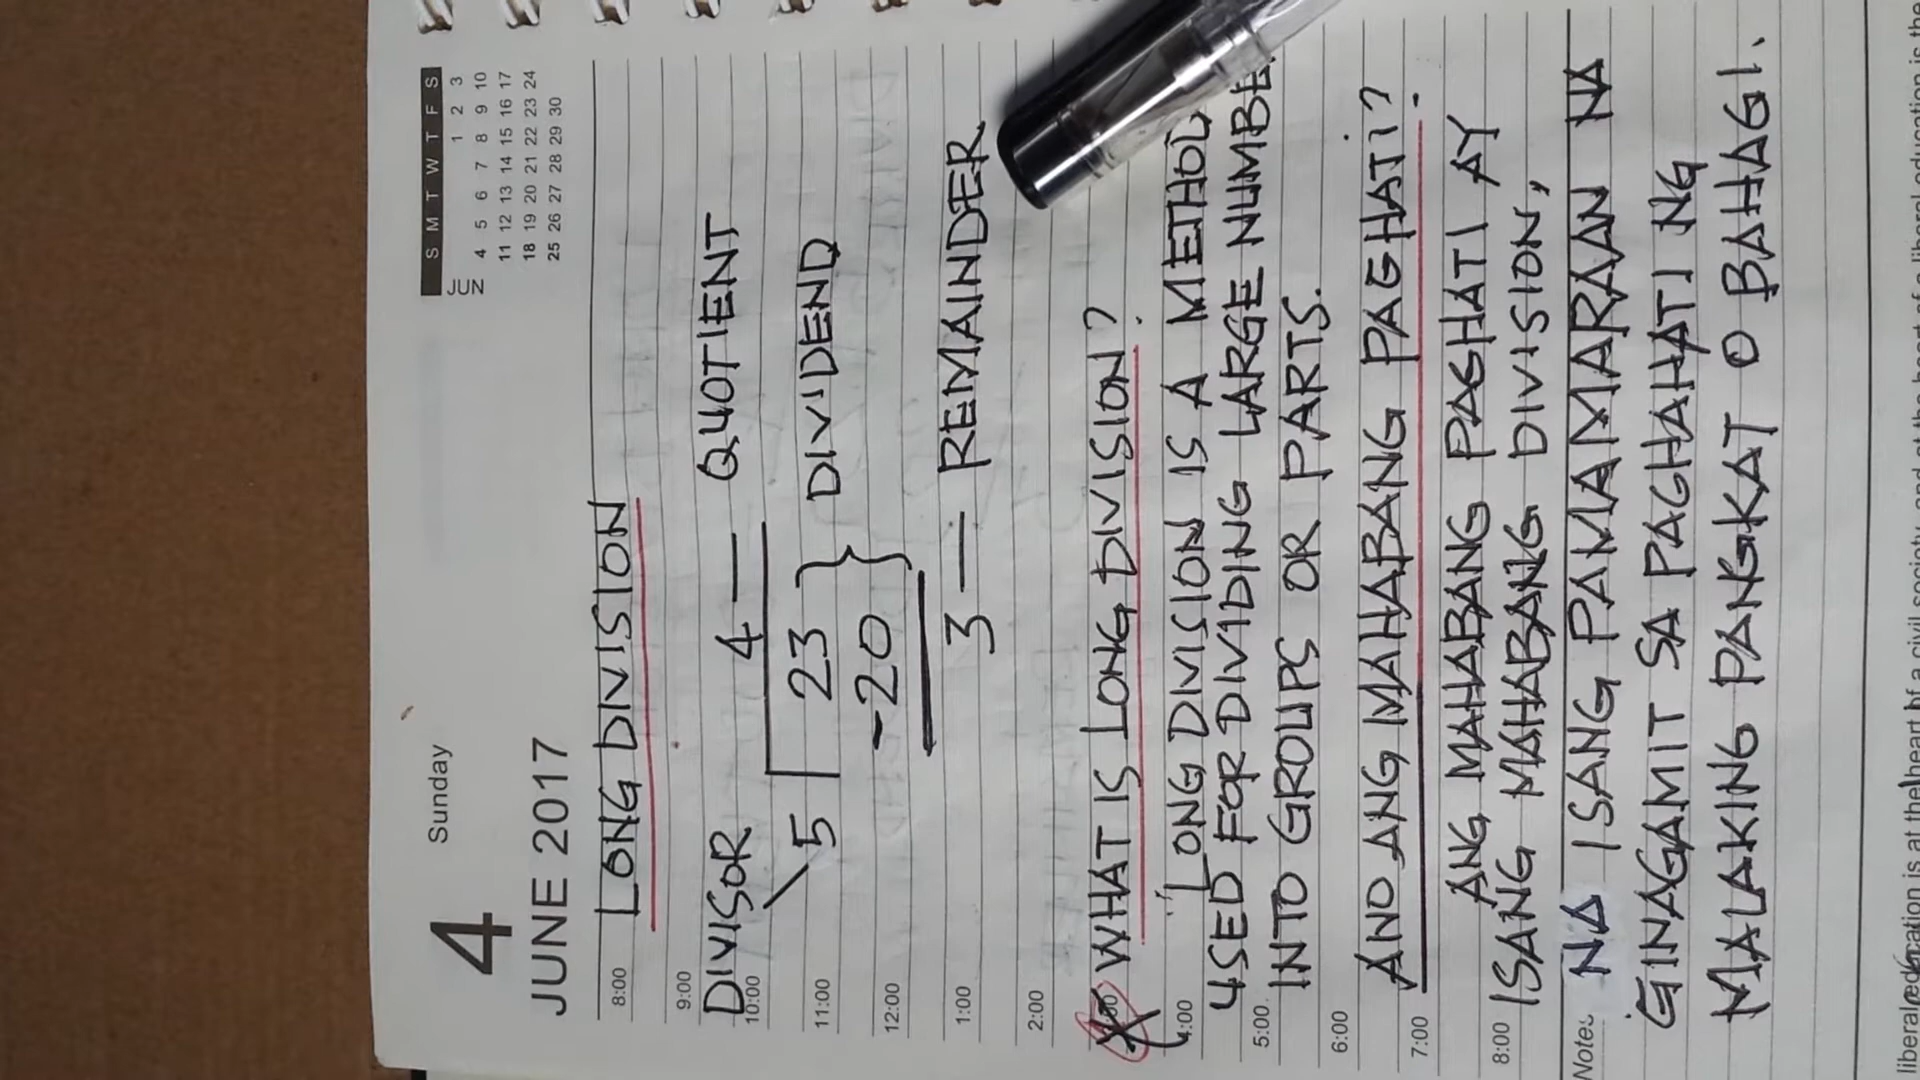 4 Sunday
JUNE 2017
S M T W T F S
JUN 1 2 3
4 5 6 7 8 9 10
11 12 13 14 15 16 17
18 19 20 21 22 23 24
25 26 27 28 29 30
8:00 LONG DIVISION
9:00
DIVISOR 4 — QUOTIENT
10:00
11:00 5 23 } DIVIDEND
12:00 -20 }
1:00 3 — REMAINDER
2:00
WHAT IS LONG DIVISION?
4:00 LONG DIVISION IS A METHOD
USED FOR DIVIDING LARGE NUMBE
5:00
INTO GROUPS OR PARTS.
6:00
ANO ANG MAHABANG PAGHATI?
7:00
ANG MAHABANG PAGHATI AY
8:00 ISANG MAHABANG DIVISION,
Notes NA ISANG PAMAMARAAN NA
GINAGAMIT SA PAGHAHATI NG
MALAKING PANGKAT O BAHAGI.